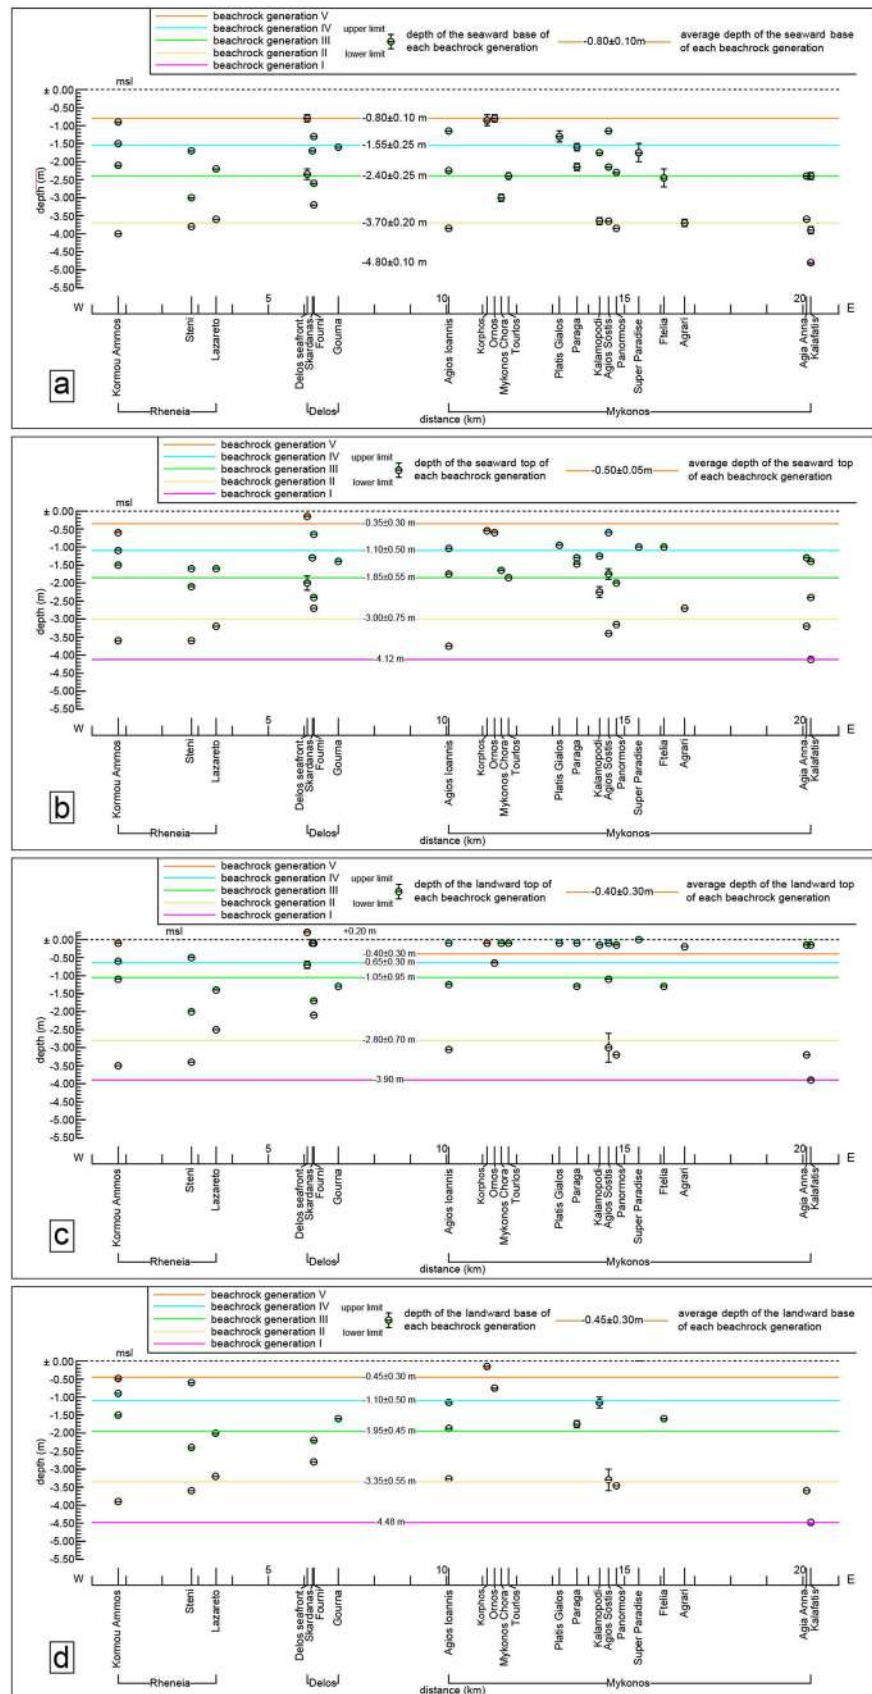 beachrock generation V
beachrock generation IV
beachrock generation III
beachrock generation II
beachrock generation I
upper limit
lower limit
depth of the seaward base of
each beachrock generation
-0.80±0.10m
average depth of the seaward base
of each beachrock generation
msl
± 0.00
-0.50
-1.00
-1.50
-2.00
-2.50
-3.00
-3.50
-4.00
-4.50
-5.00
-5.50
depth (m)
-0.80±0.10 m
-1.55±0.25 m
-2.40±0.25 m
-3.70±0.20 m
-4.80±0.10 m
W
5
10
15
20
E
Kormou Ammos
Steni
Lazareto
Delos seafront
Skardanas
Fourni
Gourna
Agios Ioannis
Korphos
Ornos
Mykonos Chora
Tourlos
Platis Gialos
Paraga
Kalamopodi
Agios Sostis
Panormos
Super Paradise
Ftelia
Agrari
Agia Anna
Kalafatis
Rheneia
Delos
Mykonos
distance (km)
a
beachrock generation V
beachrock generation IV
beachrock generation III
beachrock generation II
beachrock generation I
upper limit
lower limit
depth of the seaward top of
each beachrock generation
-0.50±0.05m
average depth of the seaward top
of each beachrock generation
msl
± 0.00
-0.50
-1.00
-1.50
-2.00
-2.50
-3.00
-3.50
-4.00
-4.50
-5.00
-5.50
depth (m)
-0.35±0.30 m
-1.10±0.50 m
-1.85±0.55 m
-3.00±0.75 m
4.12 m
W
5
10
15
20
E
Kormou Ammos
Steni
Lazareto
Delos seafront
Skardanas
Fourni
Gourna
Agios Ioannis
Korphos
Ornos
Mykonos Chora
Tourlos
Platis Gialos
Paraga
Kalamopodi
Agios Sostis
Panormos
Super Paradise
Ftelia
Agrari
Agia Anna
Kalafatis
Rheneia
Delos
Mykonos
distance (km)
b
beachrock generation V
beachrock generation IV
beachrock generation III
beachrock generation II
beachrock generation I
upper limit
lower limit
depth of the landward top of
each beachrock generation
-0.40±0.30m
average depth of the landward top
of each beachrock generation
msl
+0.20 m
± 0.00
-0.50
-1.00
-1.50
-2.00
-2.50
-3.00
-3.50
-4.00
-4.50
-5.00
-5.50
depth (m)
-0.40±0.30 m
-0.65±0.30 m
-1.05±0.95 m
-2.80±0.70 m
3.90 m
W
5
10
15
20
E
Kormou Ammos
Steni
Lazareto
Delos seafront
Skardanas
Fourni
Gourna
Agios Ioannis
Korphos
Ornos
Mykonos Chora
Tourlos
Platis Gialos
Paraga
Kalamopodi
Agios Sostis
Panormos
Super Paradise
Ftelia
Agrari
Agia Anna
Kalafatis
Rheneia
Delos
Mykonos
distance (km)
c
beachrock generation V
beachrock generation IV
beachrock generation III
beachrock generation II
beachrock generation I
upper limit
lower limit
depth of the landward base of
each beachrock generation
-0.45±0.30m
average depth of the landward base
of each beachrock generation
msl
± 0.00
-0.50
-1.00
-1.50
-2.00
-2.50
-3.00
-3.50
-4.00
-4.50
-5.00
-5.50
depth (m)
-0.45±0.30 m
-1.10±0.50 m
-1.95±0.45 m
-3.35±0.55 m
4.48 m
W
5
10
15
20
E
Kormou Ammos
Steni
Lazareto
Delos seafront
Skardanas
Fourni
Gourna
Agios Ioannis
Korphos
Ornos
Mykonos Chora
Tourlos
Platis Gialos
Paraga
Kalamopodi
Agios Sostis
Panormos
Super Paradise
Ftelia
Agrari
Agia Anna
Kalafatis
Rheneia
Delos
Mykonos
distance (km)
d